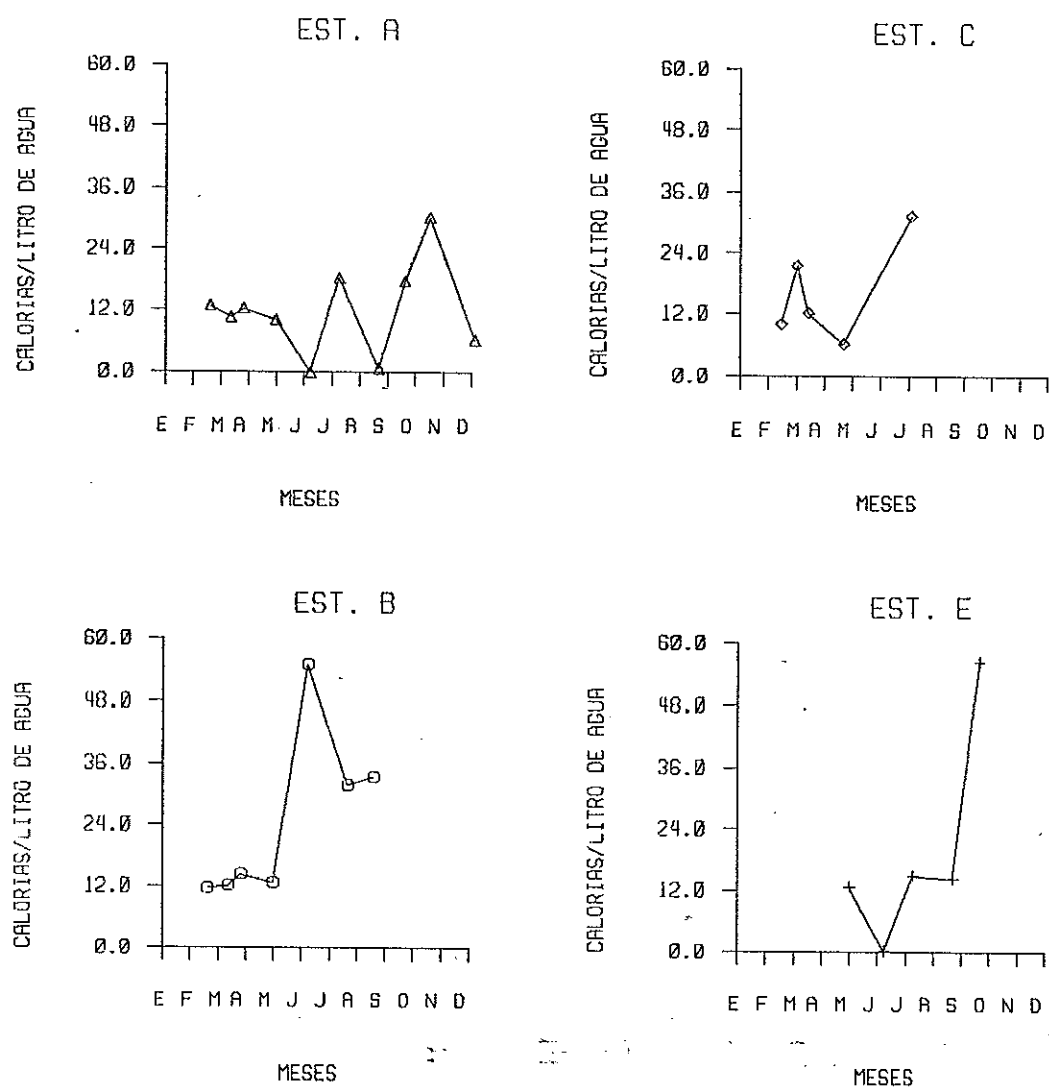 EST. A
CALORIAS/LITRO DE AGUA
60.0
48.0
36.0
24.0
12.0
0.0
E F M A M J J A S O N D
MESES
EST. C
CALORIAS/LITRO DE AGUA
60.0
48.0
36.0
24.0
12.0
0.0
E F M A M J J A S O N D
MESES
EST. B
CALORIAS/LITRO DE AGUA
60.0
48.0
36.0
24.0
12.0
0.0
E F M A M J J A S O N D
MESES
EST. E
CALORIAS/LITRO DE AGUA
60.0
48.0
36.0
24.0
12.0
0.0
E F M A M J J A S O N D
MESES